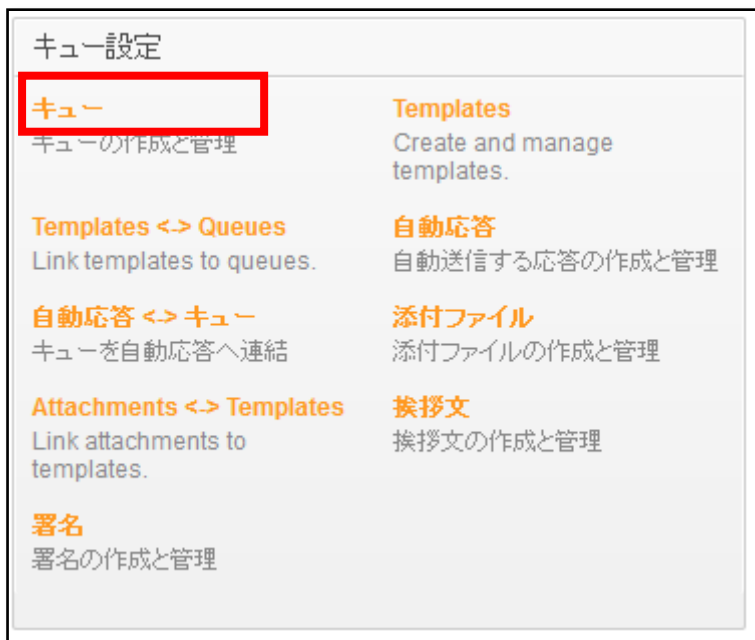 キュー設定
キュー
キューの作成と管理
Templates
Create and manage
templates.
Templates <-> Queues
Link templates to queues.
自動応答
自動送信する応答の作成と管理
自動応答 <-> キュー
キューを自動応答へ連結
添付ファイル
添付ファイルの作成と管理
Attachments <-> Templates
Link attachments to
templates.
挨拶文
挨拶文の作成と管理
署名
署名の作成と管理